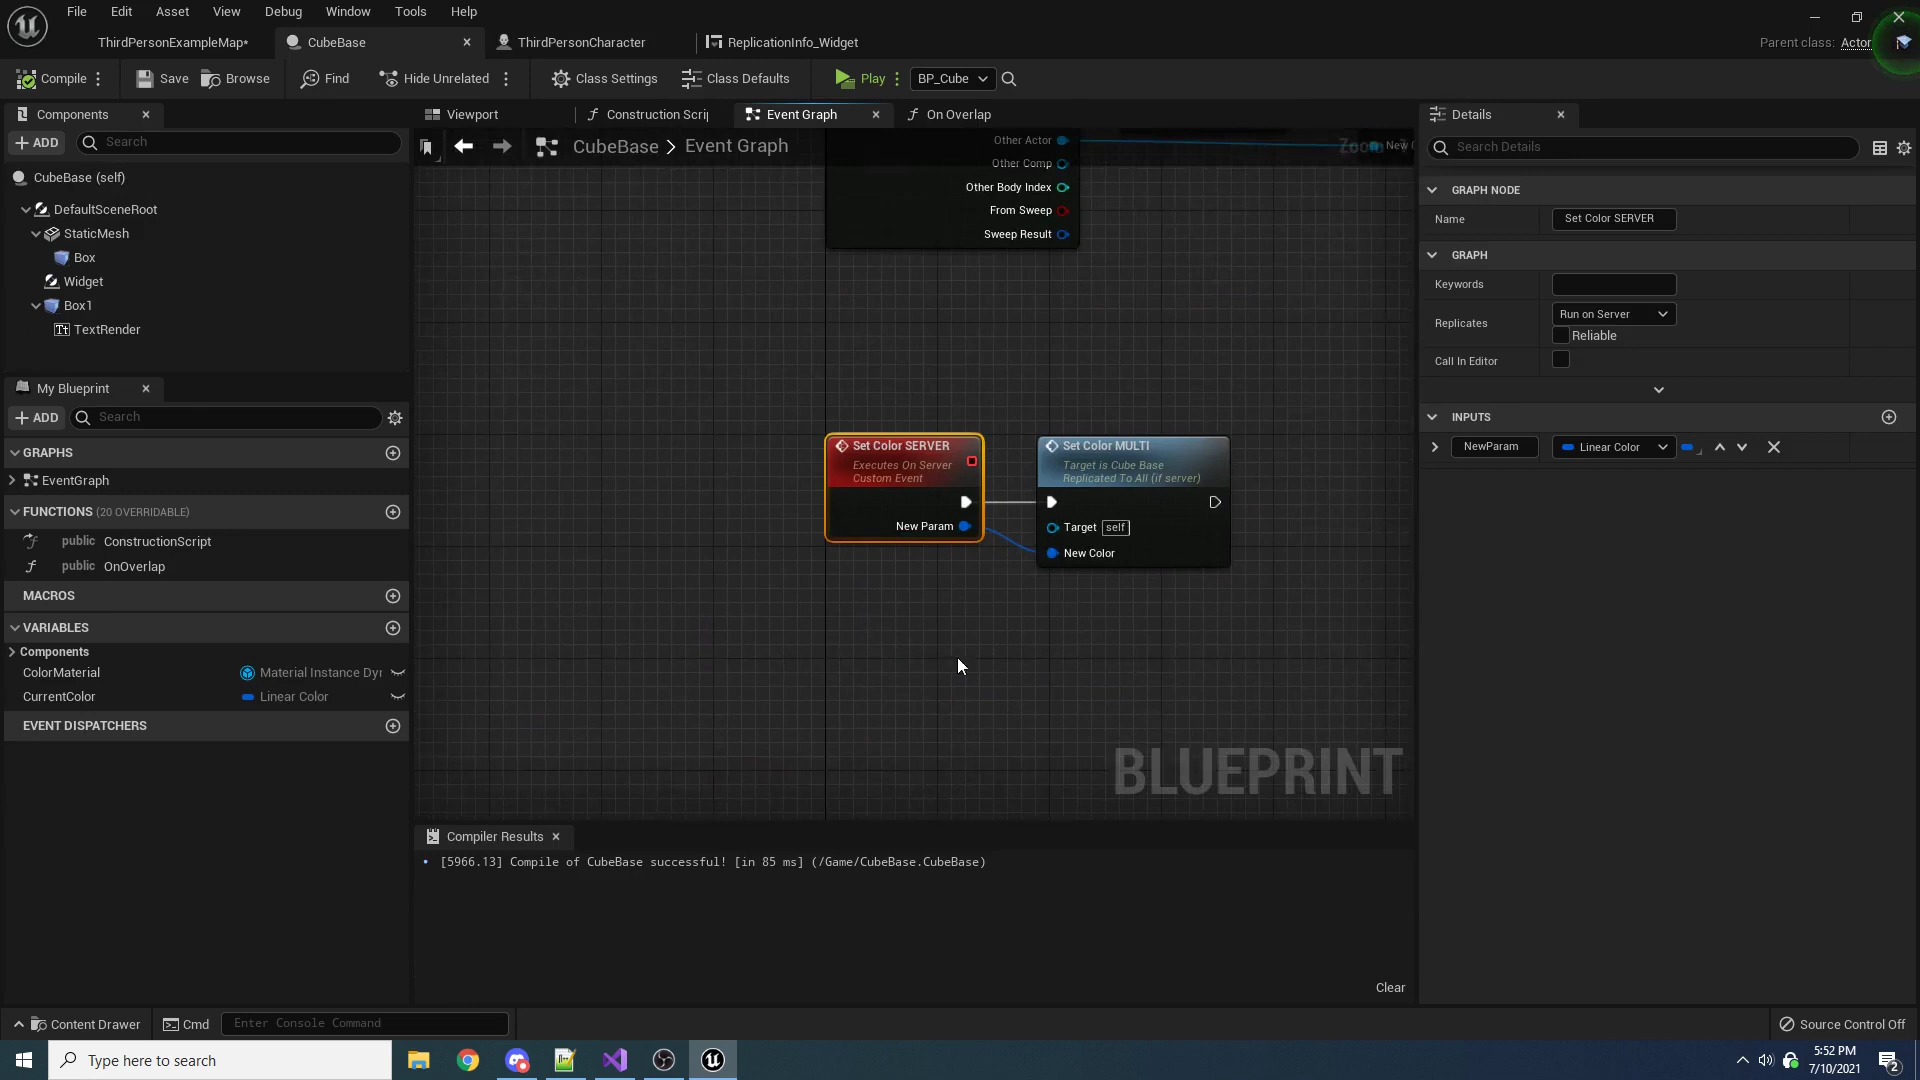 File Edit Asset View Debug Window Tools Help
ThirdPersonExampleMap* CubeBase ThirdPersonCharacter ReplicationInfo_Widget Parent class: Actor
Compile Save Browse Find Hide Unrelated Class Settings Class Defaults Play BP_Cube
Components
ADD Search
CubeBase (self)
DefaultSceneRoot
StaticMesh
Box
Widget
Box1
Tt TextRender
My Blueprint
ADD Search
GRAPHS
EventGraph
FUNCTIONS (20 OVERRIDABLE)
public ConstructionScript
public OnOverlap
MACROS
VARIABLES
Components
ColorMaterial Material Instance Dyr
CurrentColor Linear Color
EVENT DISPATCHERS
Viewport Construction Scrip Event Graph On Overlap
CubeBase > Event Graph
Other Actor
Other Comp
Other Body Index
From Sweep
Sweep Result
Set Color SERVER
Executes On Server
Custom Event
New Param
Set Color MULTI
Target is Cube Base
Replicated To All (if server)
Target self
New Color
BLUEPRINT
Compiler Results
[5966.13] Compile of CubeBase successful! [in 85 ms] (/Game/CubeBase.CubeBase)
Clear
Details
Search Details
GRAPH NODE
Name Set Color SERVER
GRAPH
Keywords
Replicates Run on Server
Reliable
Call In Editor
INPUTS
NewParam Linear Color
Content Drawer Cmd Enter Console Command Source Control Off
Type here to search
5:52 PM
7/10/2021
2